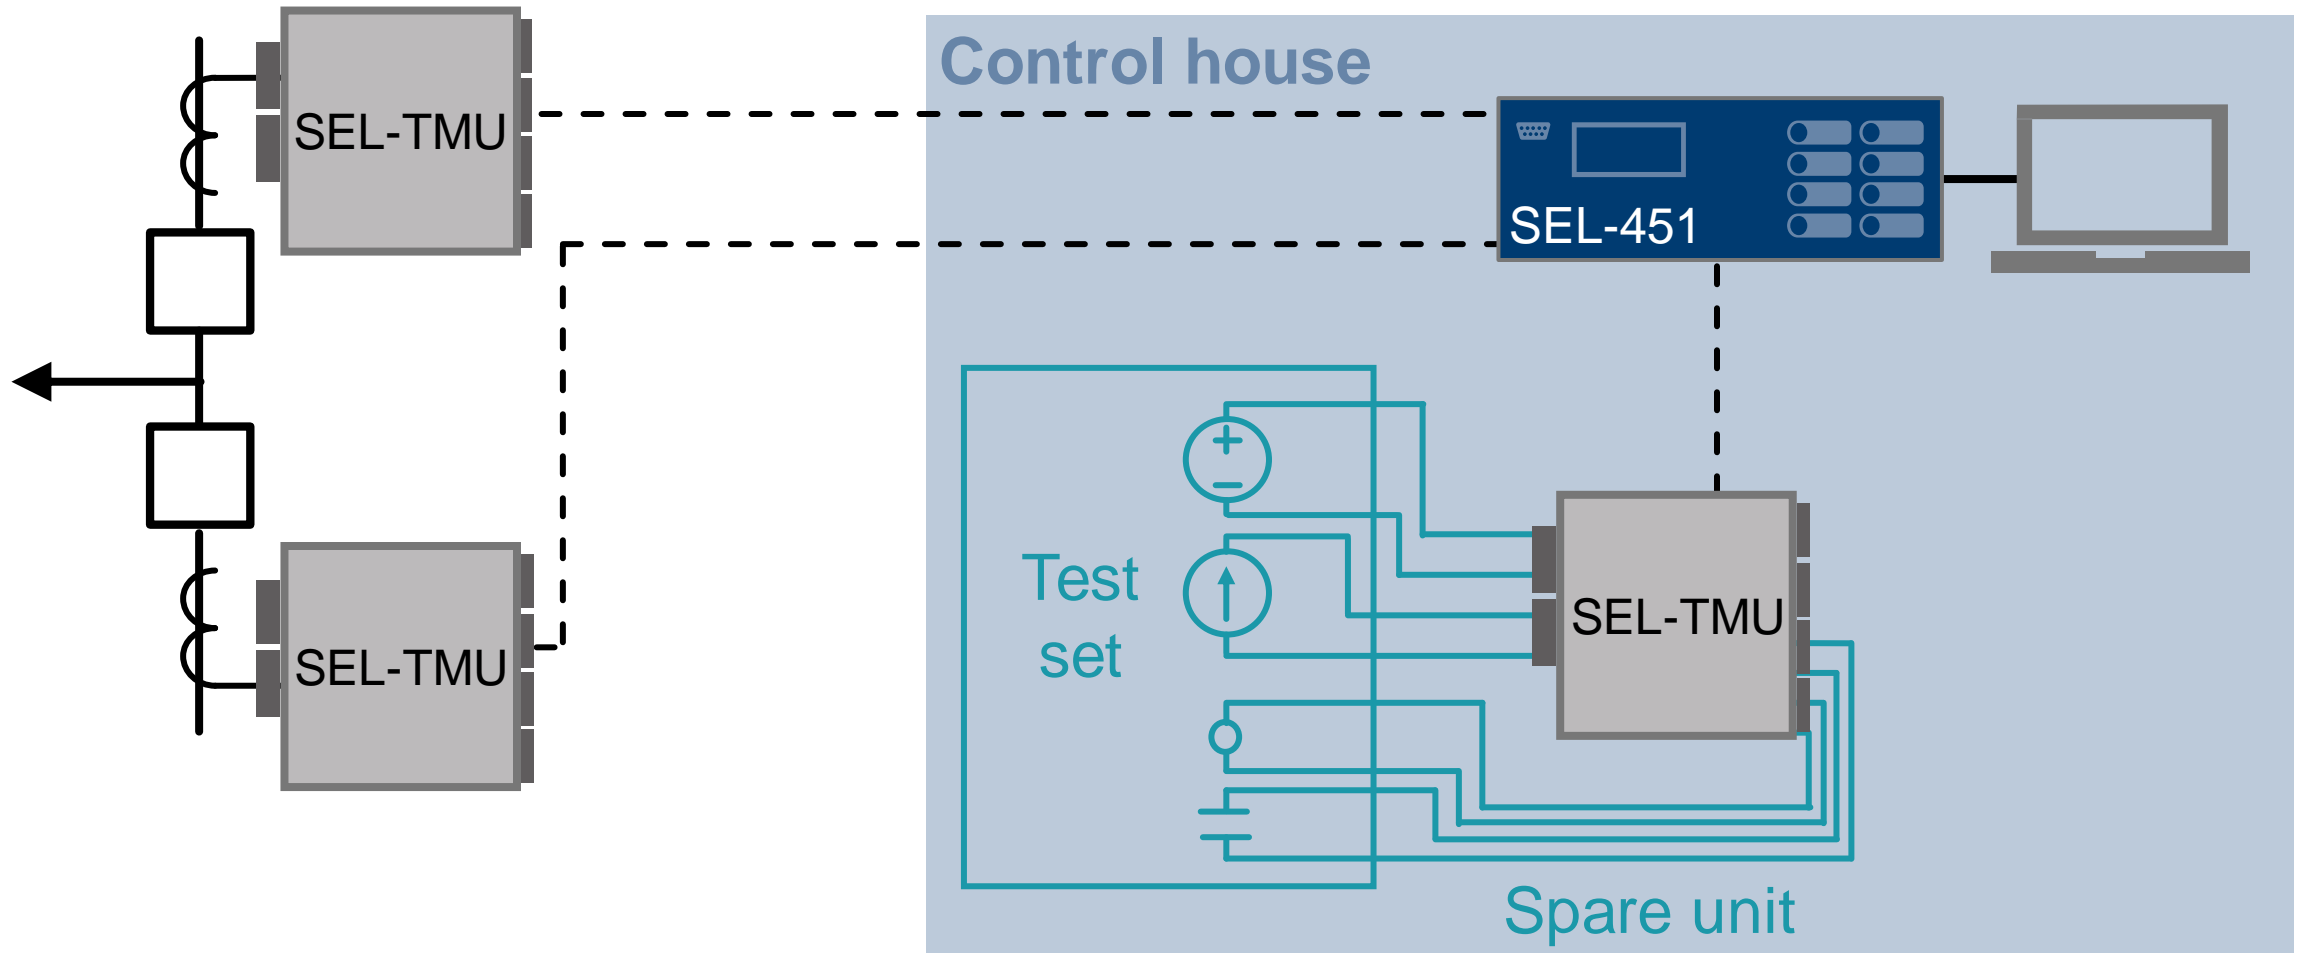 Control house
SEL-TMU
SEL-451
Test
set
SEL-TMU
SEL-TMU
Spare unit